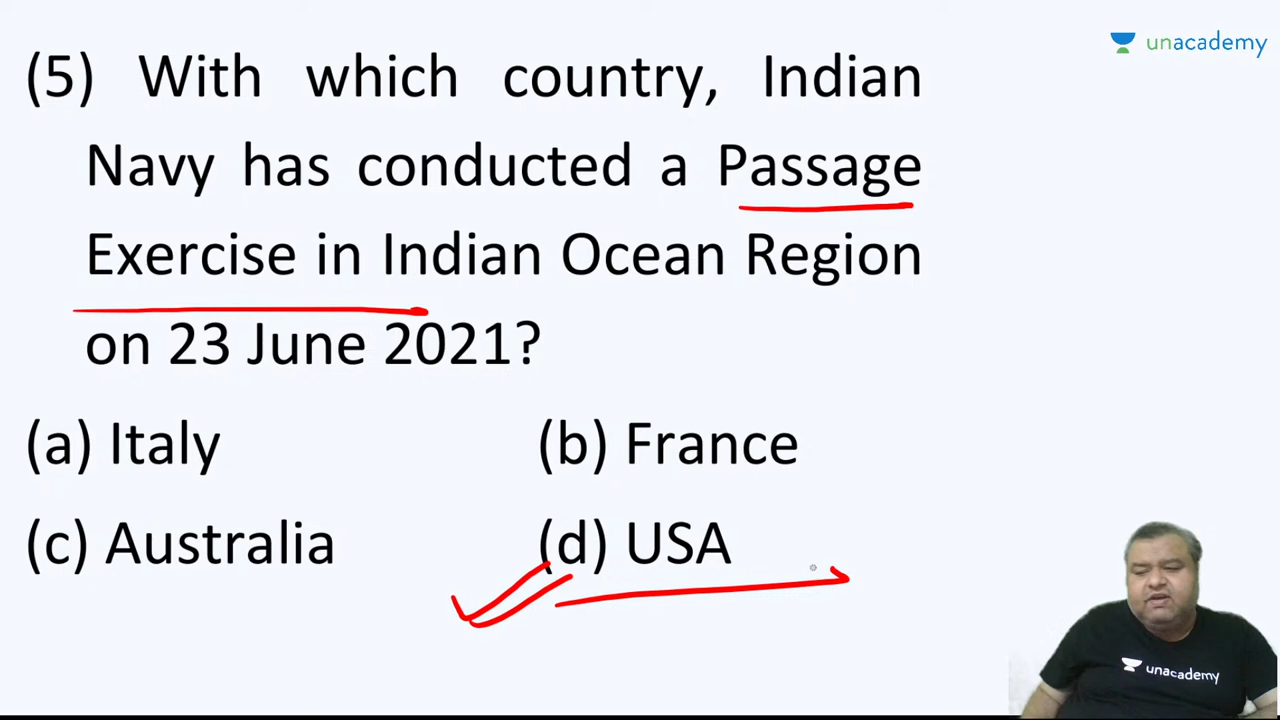 unacademy
(5) With which country, Indian
Navy has conducted a Passage
Exercise in Indian Ocean Region
on 23 June 2021?
(a) Italy (b) France
(c) Australia (d) USA
unacademy